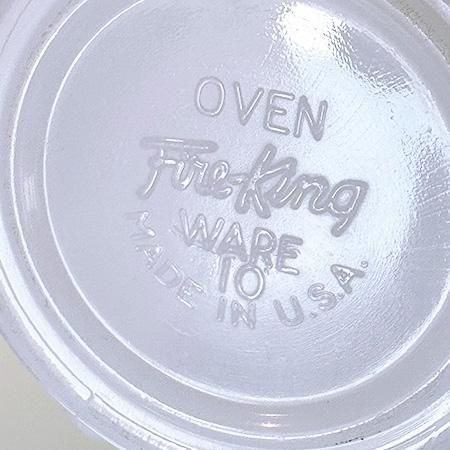 OVEN
Fire-King
WARE
10
MADE IN U.S.A.